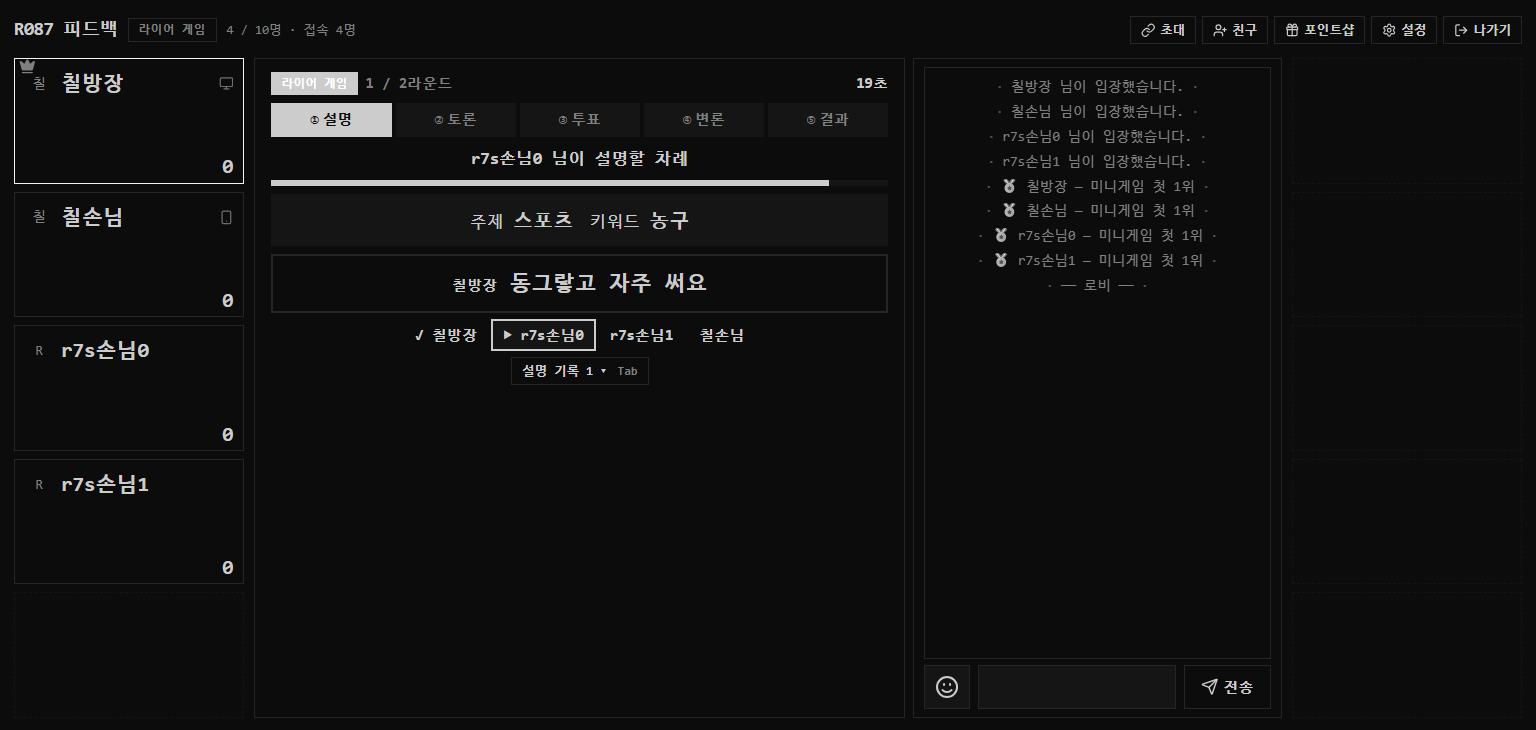 R087 피드백 라이어 게임 4 / 10명 · 접속 4명
초대 친구 포인트샵 설정 나가기
칠 칠방장
0
칠 칠손님
0
R r7s손님0
0
R r7s손님1
0
라이어 게임 1 / 2라운드 19초
① 설명 ② 토론 ③ 투표 ④ 변론 ⑤ 결과
r7s손님0 님이 설명할 차례
주제 스포츠 키워드 농구
칠방장 동그랗고 자주 써요
✓ 칠방장 ▶ r7s손님0 r7s손님1 칠손님
설명 기록 1 ▾ Tab
· 칠방장 님이 입장했습니다. ·
· 칠손님 님이 입장했습니다. ·
· r7s손님0 님이 입장했습니다. ·
· r7s손님1 님이 입장했습니다. ·
· 🏅 칠방장 — 미니게임 첫 1위 ·
· 🏅 칠손님 — 미니게임 첫 1위 ·
· 🏅 r7s손님0 — 미니게임 첫 1위 ·
· 🏅 r7s손님1 — 미니게임 첫 1위 ·
· ── 로비 ── ·
전송